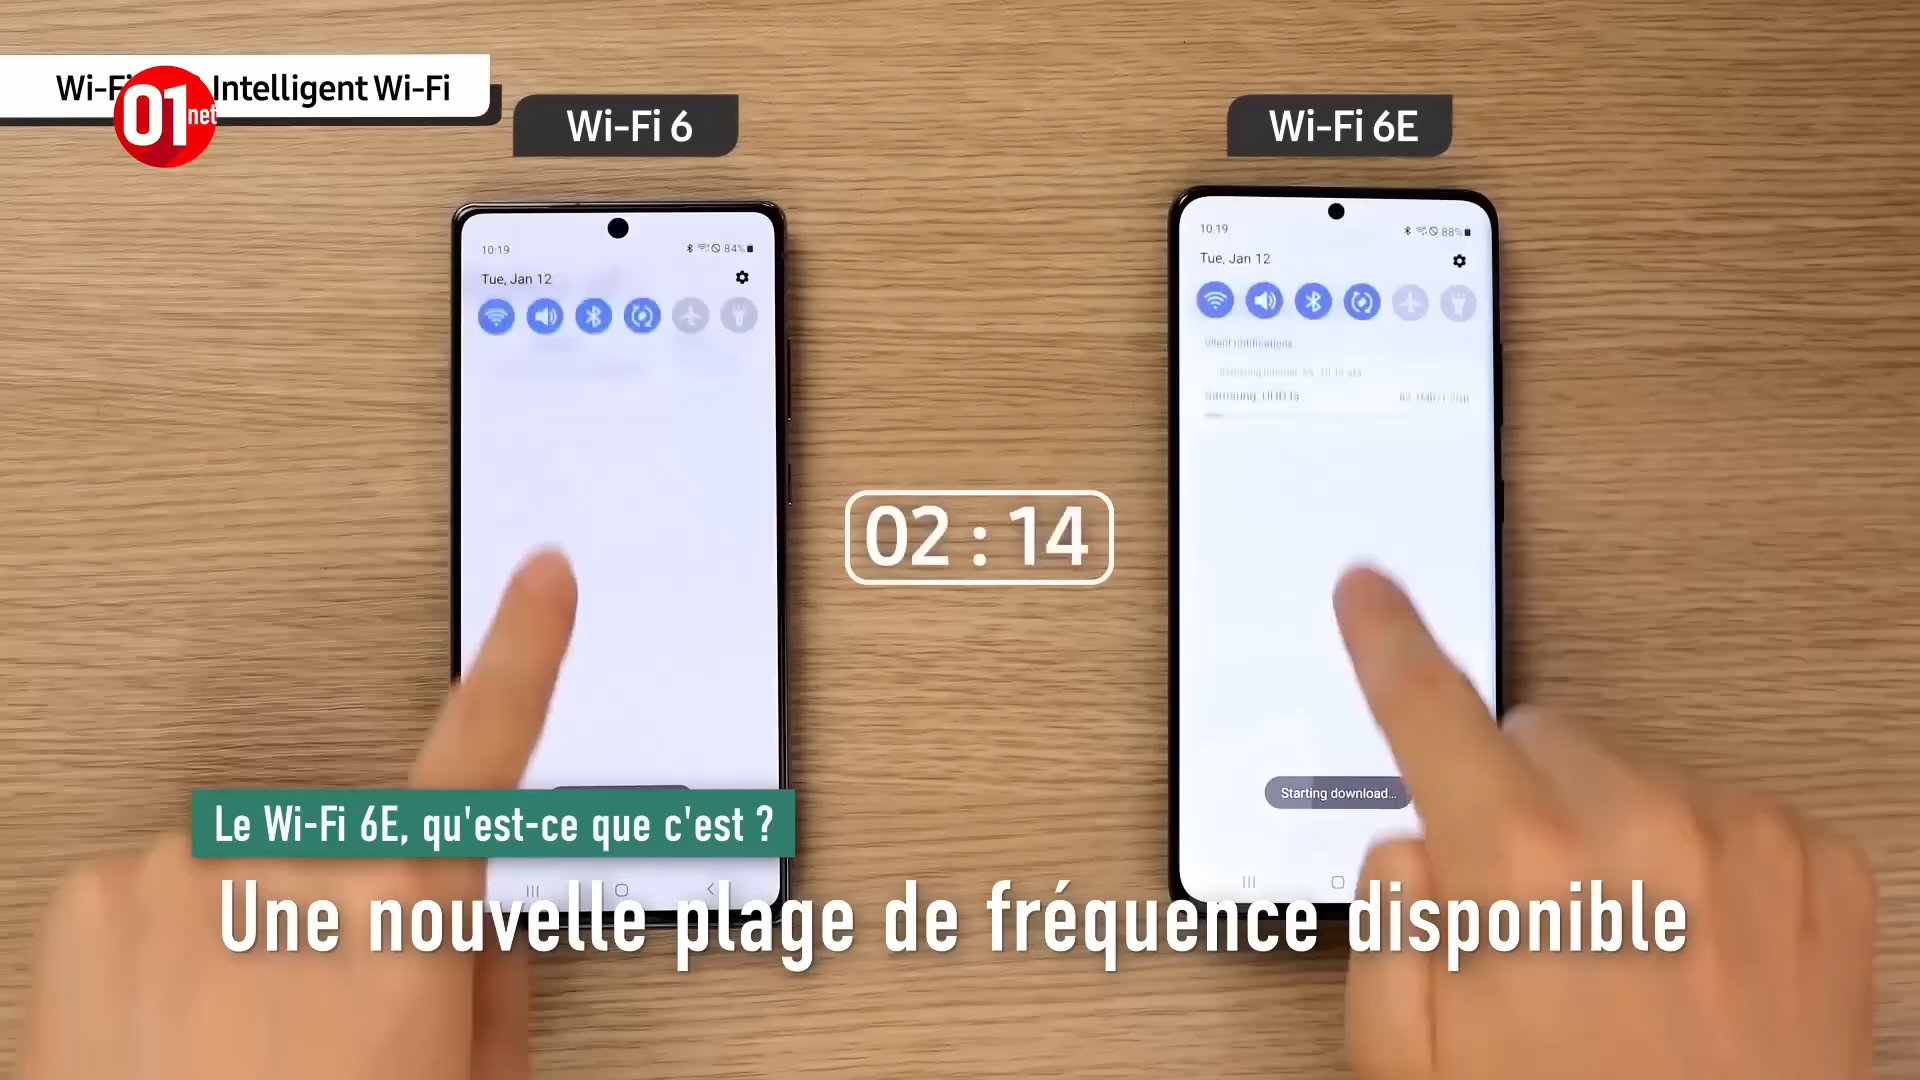 Wi-Fi
Intelligent Wi-Fi
01net
Wi-Fi 6
Wi-Fi 6E
10:19
84%
Tue, Jan 12
10:19
88%
Tue, Jan 12
Silent notifications
02 : 14
Starting download...
Le Wi-Fi 6E, qu'est-ce que c'est ?
Une nouvelle plage de fréquence disponible